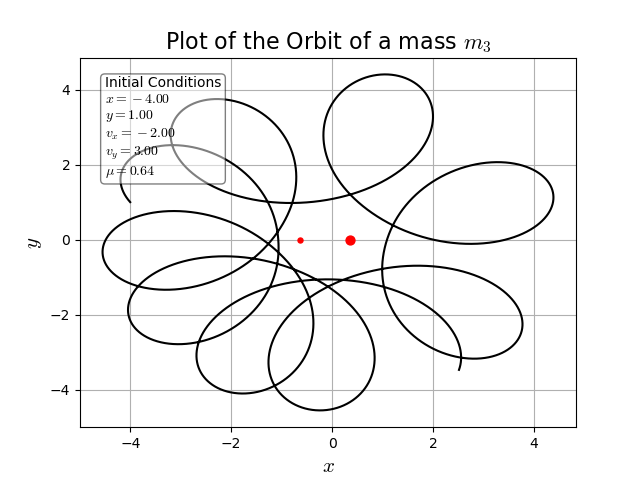 Plot of the Orbit of a mass m₃
Initial Conditions
x = −4.00
y = 1.00
vₓ = −2.00
v_y = 3.00
μ = 0.64
4
2
0
−2
−4
y
−4
−2
0
2
4
x